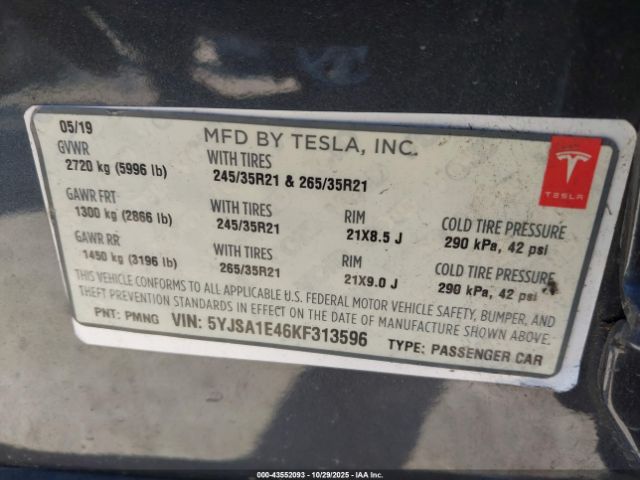 05/19
MFD BY TESLA, INC.
GVWR
2720 kg (5996 lb)
WITH TIRES
245/35R21 & 265/35R21
TESLA
GAWR FRT
1300 kg (2866 lb)
WITH TIRES
245/35R21
RIM
21X8.5 J
COLD TIRE PRESSURE
290 kPa, 42 psi
GAWR RR
1450 kg (3196 lb)
WITH TIRES
265/35R21
RIM
21X9.0 J
COLD TIRE PRESSURE
290 kPa, 42 psi
THIS VEHICLE CONFORMS TO ALL APPLICABLE U.S. FEDERAL MOTOR VEHICLE SAFETY, BUMPER, AND
THEFT PREVENTION STANDARDS IN EFFECT ON THE DATE OF MANUFACTURE SHOWN ABOVE.
PNT: PMNG VIN: 5YJSA1E46KF313596 TYPE: PASSENGER CAR
000-43552093 - 10/29/2025 - IAA Inc.